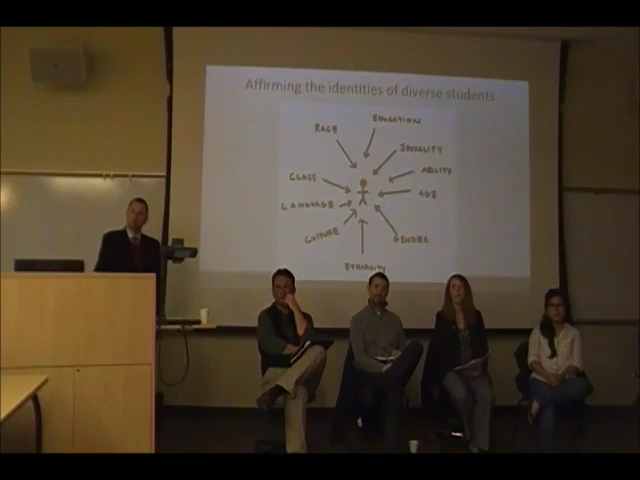 Affirming the identities of diverse students
EDUCATION
RACE
SEXUALITY
ABILITY
CLASS
AGE
LANGUAGE
CULTURE
GENDER
ETHNICITY